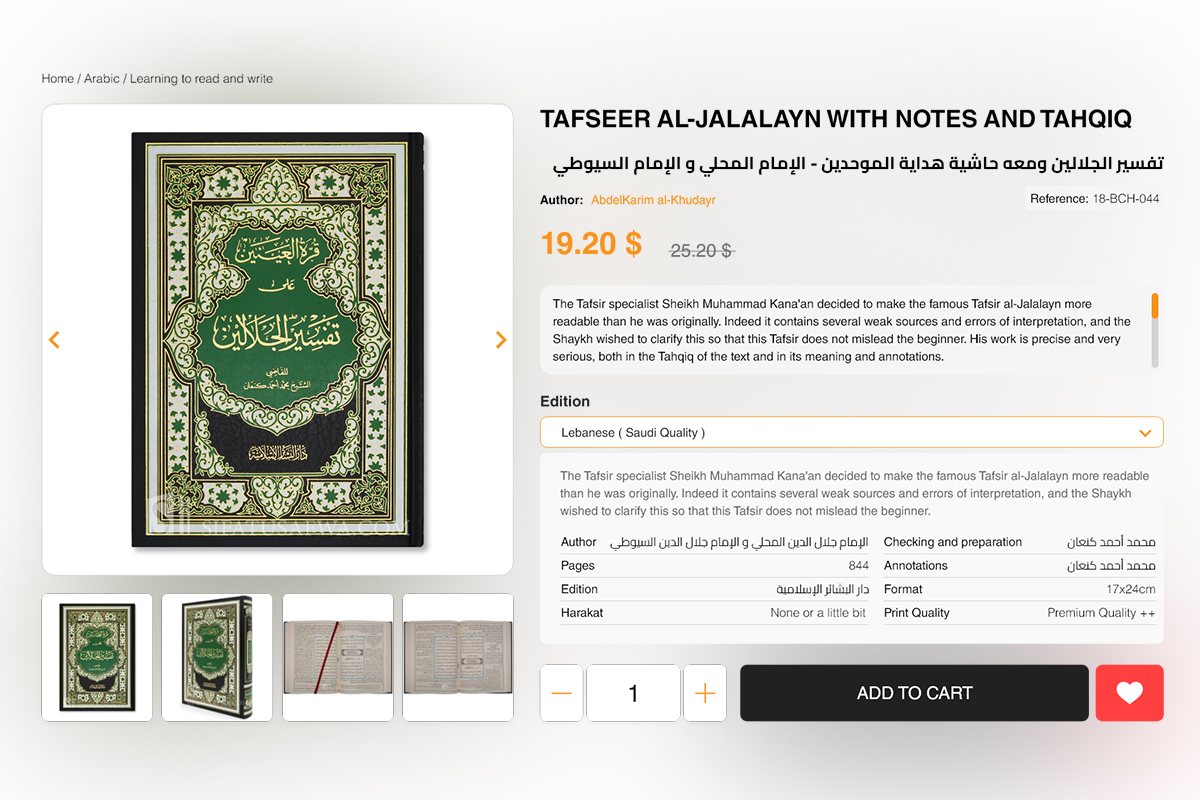 Home / Arabic / Learning to read and write
قرة العينين
على
تفسير الجلالين
للقاضي
الشيخ محمد أحمد كنعان
دار البشائر الإسلامية
SIFATUSAFWA.COM
TAFSEER AL-JALALAYN WITH NOTES AND TAHQIQ
تفسير الجلالين ومعه حاشية هداية الموحدين - الإمام المحلي و الإمام السيوطي
Author: AbdelKarim al-Khudayr
Reference: 18-BCH-044
19.20 $ 25.20 $
The Tafsir specialist Sheikh Muhammad Kana'an decided to make the famous Tafsir al-Jalalayn more
readable than he was originally. Indeed it contains several weak sources and errors of interpretation, and the
Shaykh wished to clarify this so that this Tafsir does not mislead the beginner. His work is precise and very
serious, both in the Tahqiq of the text and in its meaning and annotations.
Edition
Lebanese ( Saudi Quality )
The Tafsir specialist Sheikh Muhammad Kana'an decided to make the famous Tafsir al-Jalalayn more readable
than he was originally. Indeed it contains several weak sources and errors of interpretation, and the Shaykh
wished to clarify this so that this Tafsir does not mislead the beginner.
Author الإمام جلال الدين المحلي و الإمام جلال الدين السيوطي
Checking and preparation محمد أحمد كنعان
Pages 844
Annotations محمد أحمد كنعان
Edition دار البشائر الإسلامية
Format 17x24cm
Harakat None or a little bit
Print Quality Premium Quality ++
1
ADD TO CART